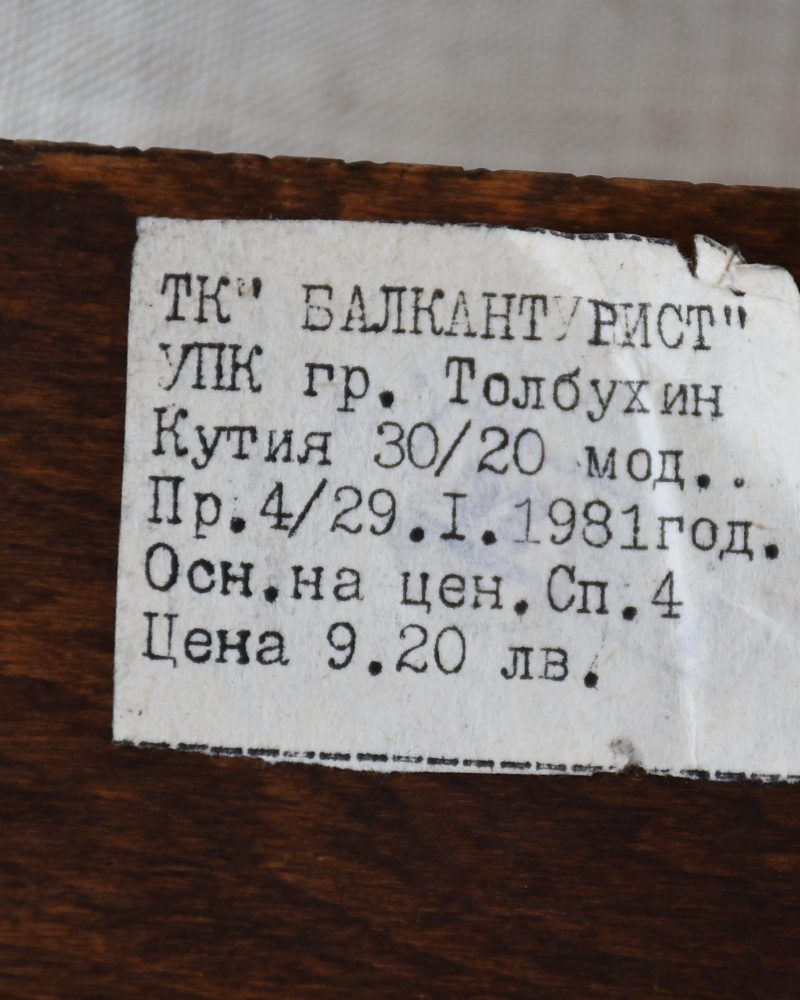 ТК" БАЛКАНТУРИСТ"
УПК гр. Толбухин
Кутия 30/20 мод..
Пр.4/29.I.1981год.
Осн.на цен.Сп.4
Цена 9.20 лв.